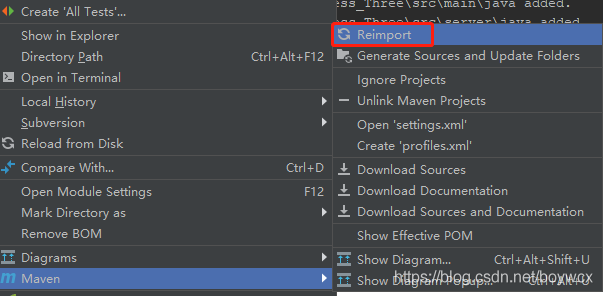 Create 'All Tests'...
Show in Explorer
Directory Path Ctrl+Alt+F12
Open in Terminal
Local History
Subversion
Reload from Disk
Compare With... Ctrl+D
Open Module Settings F12
Mark Directory as
Remove BOM
Diagrams
Maven
ess_Three\src\main\java added.
ess_Three\src\server\java added
Reimport
Generate Sources and Update Folders
Ignore Projects
Unlink Maven Projects
Open 'settings.xml'
Create 'profiles.xml'
Download Sources
Download Documentation
Download Sources and Documentation
Show Effective POM
Show Diagram... Ctrl+Alt+Shift+U
Show Diagram Popup... Ctrl+Alt+U
https://blog.csdn.net/boywcx